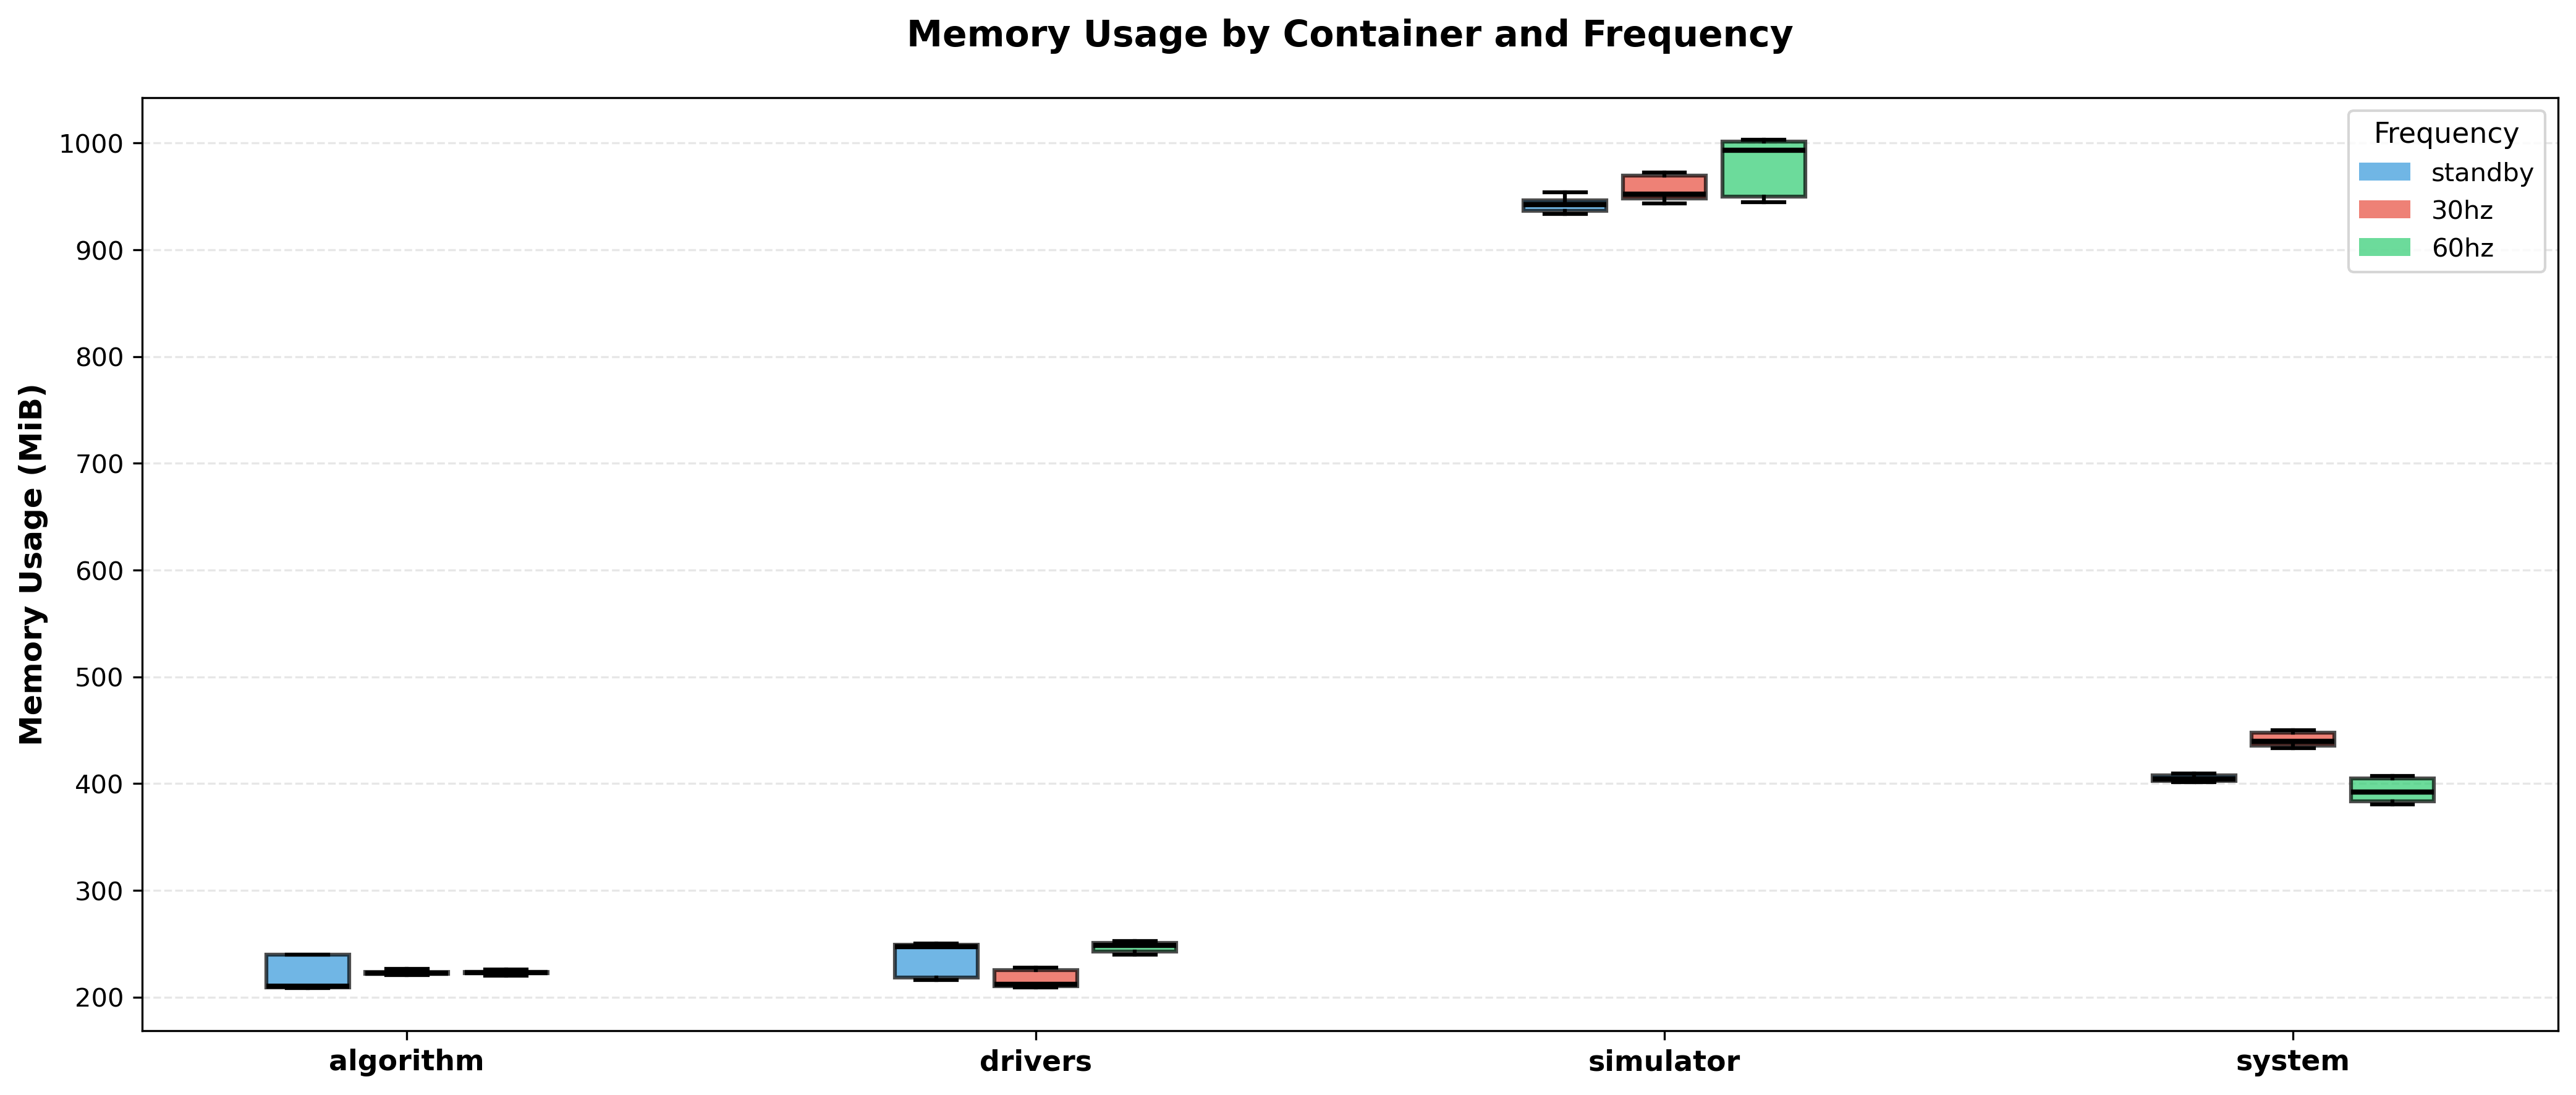 Memory Usage by Container and Frequency
Memory Usage (MiB)
1000
900
800
700
600
500
400
300
200
Frequency
standby
30hz
60hz
algorithm
drivers
simulator
system